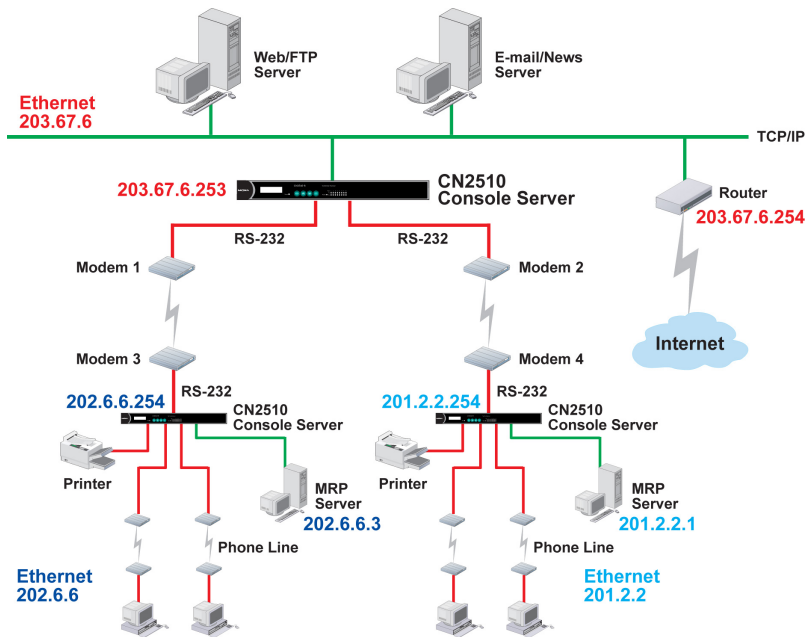 Web/FTP
Server
E-mail/News
Server
Ethernet
203.67.6
TCP/IP
203.67.6.253
CN2510
Console Server
Router
203.67.6.254
RS-232
RS-232
Modem 1
Modem 2
Internet
Modem 3
Modem 4
202.6.6.254
RS-232
CN2510
Console Server
201.2.2.254
RS-232
CN2510
Console Server
Printer
MRP
Server
202.6.6.3
Printer
MRP
Server
201.2.2.1
Phone Line
Phone Line
Ethernet
202.6.6
Ethernet
201.2.2